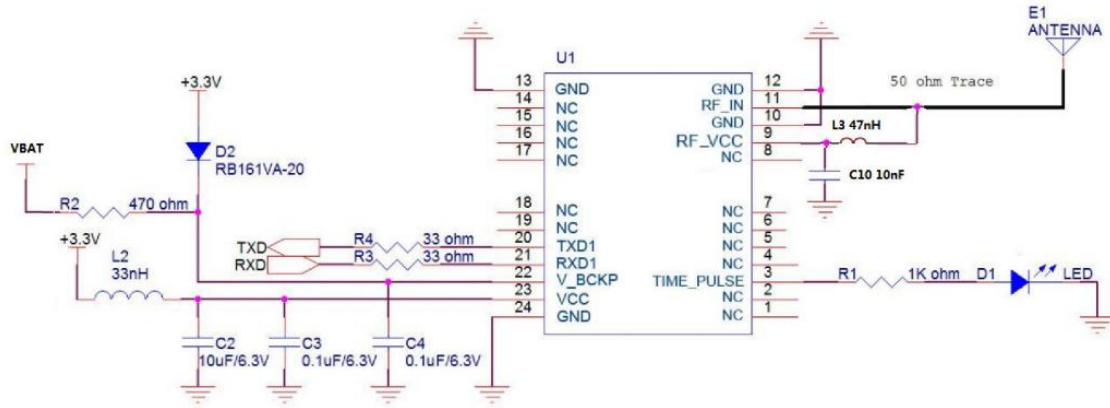 E1
ANTENNA
U1
+3.3V
13 GND
14 NC
15 NC
16 NC
17 NC
GND 12
RF_IN 11
GND 10
RF_VCC 9
NC 8
50 ohm Trace
L3 47nH
C10 10nF
VBAT
D2
RB161VA-20
R2 470 ohm
+3.3V
L2
33nH
TXD R4 33 ohm
RXD R3 33 ohm
18 NC
19 NC
20 TXD1
21 RXD1
22 V_BCKP
23 VCC
24 GND
NC 7
NC 6
NC 5
NC 4
TIME_PULSE 3
NC 2
NC 1
R1 1K ohm D1 LED
C2
10uF/6.3V
C3
0.1uF/6.3V
C4
0.1uF/6.3V